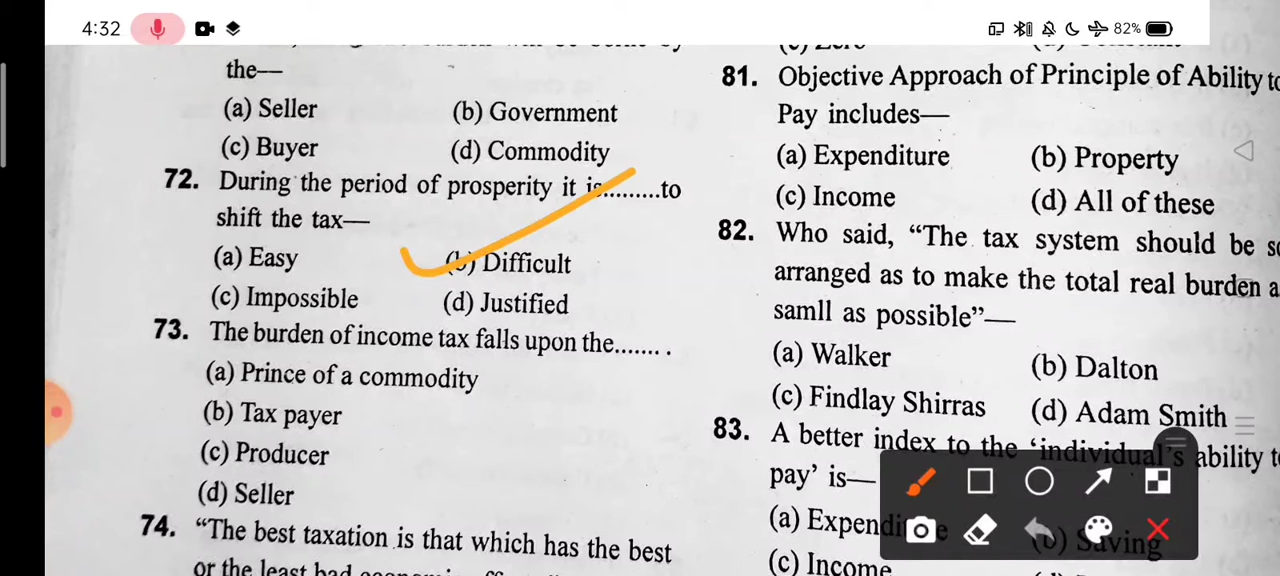 4:32
82%
the—
(a) Seller
(b) Government
(c) Buyer
(d) Commodity
72. During the period of prosperity it is.........to
shift the tax—
(a) Easy
(b) Difficult
(c) Impossible
(d) Justified
73. The burden of income tax falls upon the....... .
(a) Prince of a commodity
(b) Tax payer
(c) Producer
(d) Seller
74. "The best taxation is that which has the best
or the least bad
81. Objective Approach of Principle of Ability to
Pay includes—
(a) Expenditure
(b) Property
(c) Income
(d) All of these
82. Who said, "The tax system should be so
arranged as to make the total real burden a
samll as possible"—
(a) Walker
(b) Dalton
(c) Findlay Shirras
(d) Adam Smith
83. A better index to the 'individual's ability to
pay' is—
(a) Expendi
(b) Saving
(c) Income